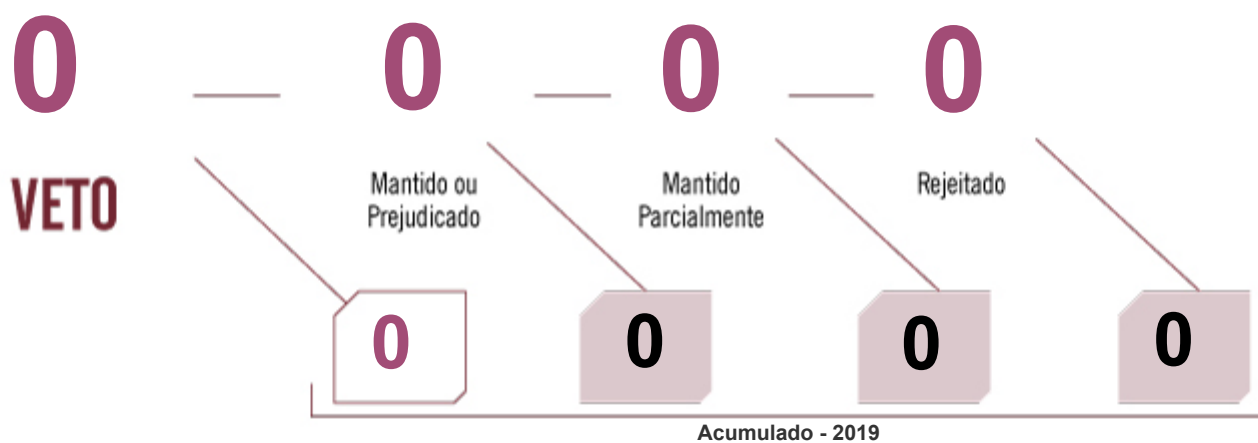 0 0 0 0
VETO
Mantido ou
Prejudicado
Mantido
Parcialmente
Rejeitado
0 0 0 0
Acumulado - 2019